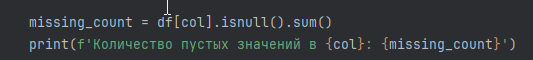 missing_count = df[col].isnull().sum()
print(f'Количество пустых значений в {col}: {missing_count}')